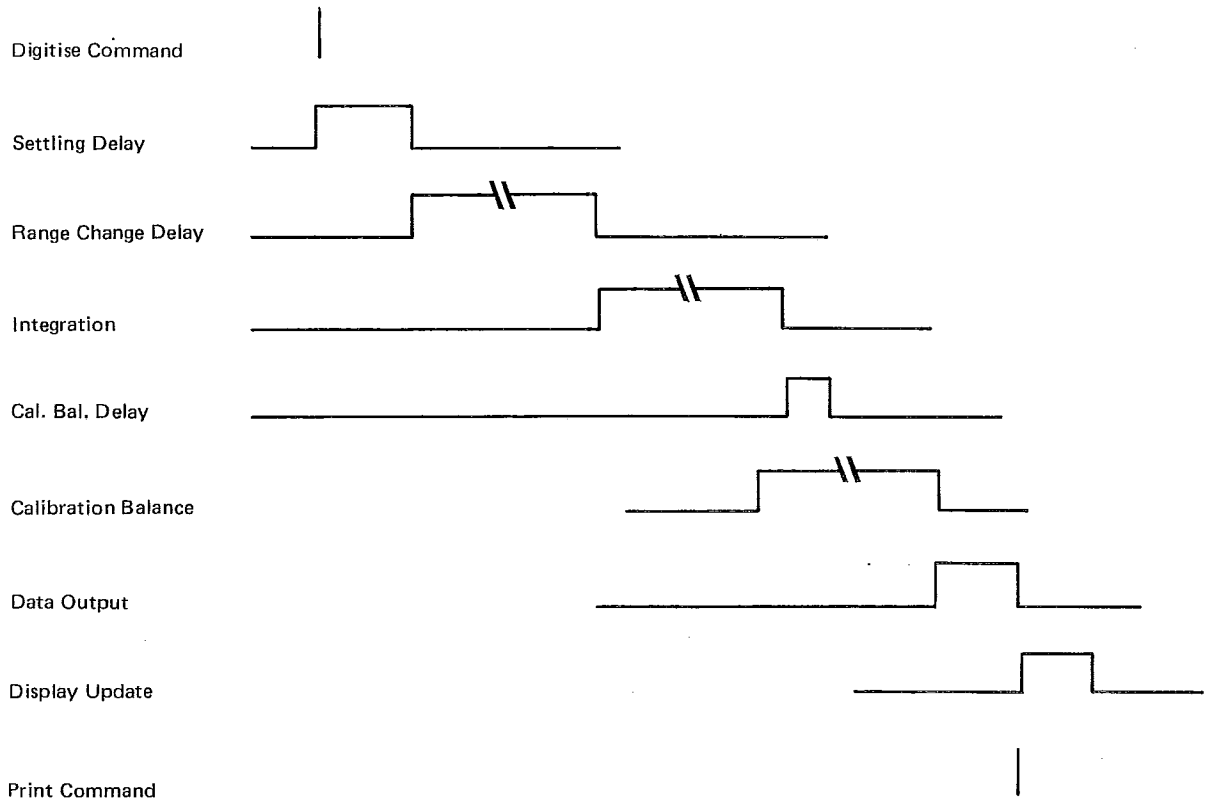 Digitise Command
Settling Delay
Range Change Delay
Integration
Cal. Bal. Delay
Calibration Balance
Data Output
Display Update
Print Command